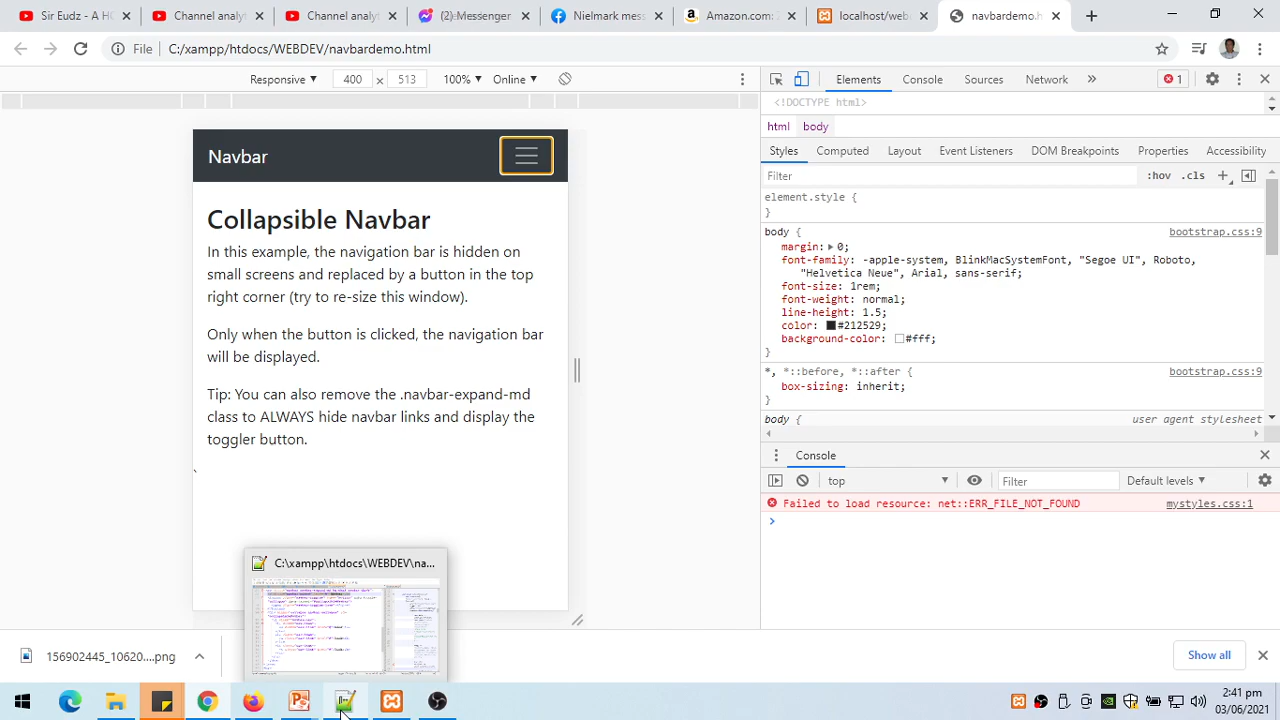 Sir Eudz - A HC
Channel analy
(2)Messenger
Nielmark mess
Amazon.com:
localhost/web
navbardemo.h
File
C:/xampp/htdocs/WEBDEV/navbardemo.html
Responsive
400
×
513
100%
Online
Elements
Console
Sources
Network
1
<!DOCTYPE html>
html
body
Styles
Computed
Layout
Event Listeners
DOM Breakpoints
Properties
Accessibility
Filter
:hov
.cls
element.style {
}
body {
bootstrap.css:9
margin: 0;
font-family: -apple-system, BlinkMacSystemFont, "Segoe UI", Roboto,
"Helvetica Neue", Arial, sans-serif;
font-size: 1rem;
font-weight: normal;
line-height: 1.5;
color: #212529;
background-color: #fff;
}
*, *::before, *::after {
bootstrap.css:9
box-sizing: inherit;
}
body {
user agent stylesheet
Console
top
Filter
Default levels
Failed to load resource: net::ERR_FILE_NOT_FOUND
mystyles.css:1
Navbar
Collapsible Navbar
In this example, the navigation bar is hidden on
small screens and replaced by a button in the top
right corner (try to re-size this window).
Only when the button is clicked, the navigation bar
will be displayed.
Tip: You can also remove the .navbar-expand-md
class to ALWAYS hide navbar links and display the
toggler button.
`
C:\xampp\htdocs\WEBDEV\na...
156902445_10620....png
Show all
2:41 pm
03/06/2021